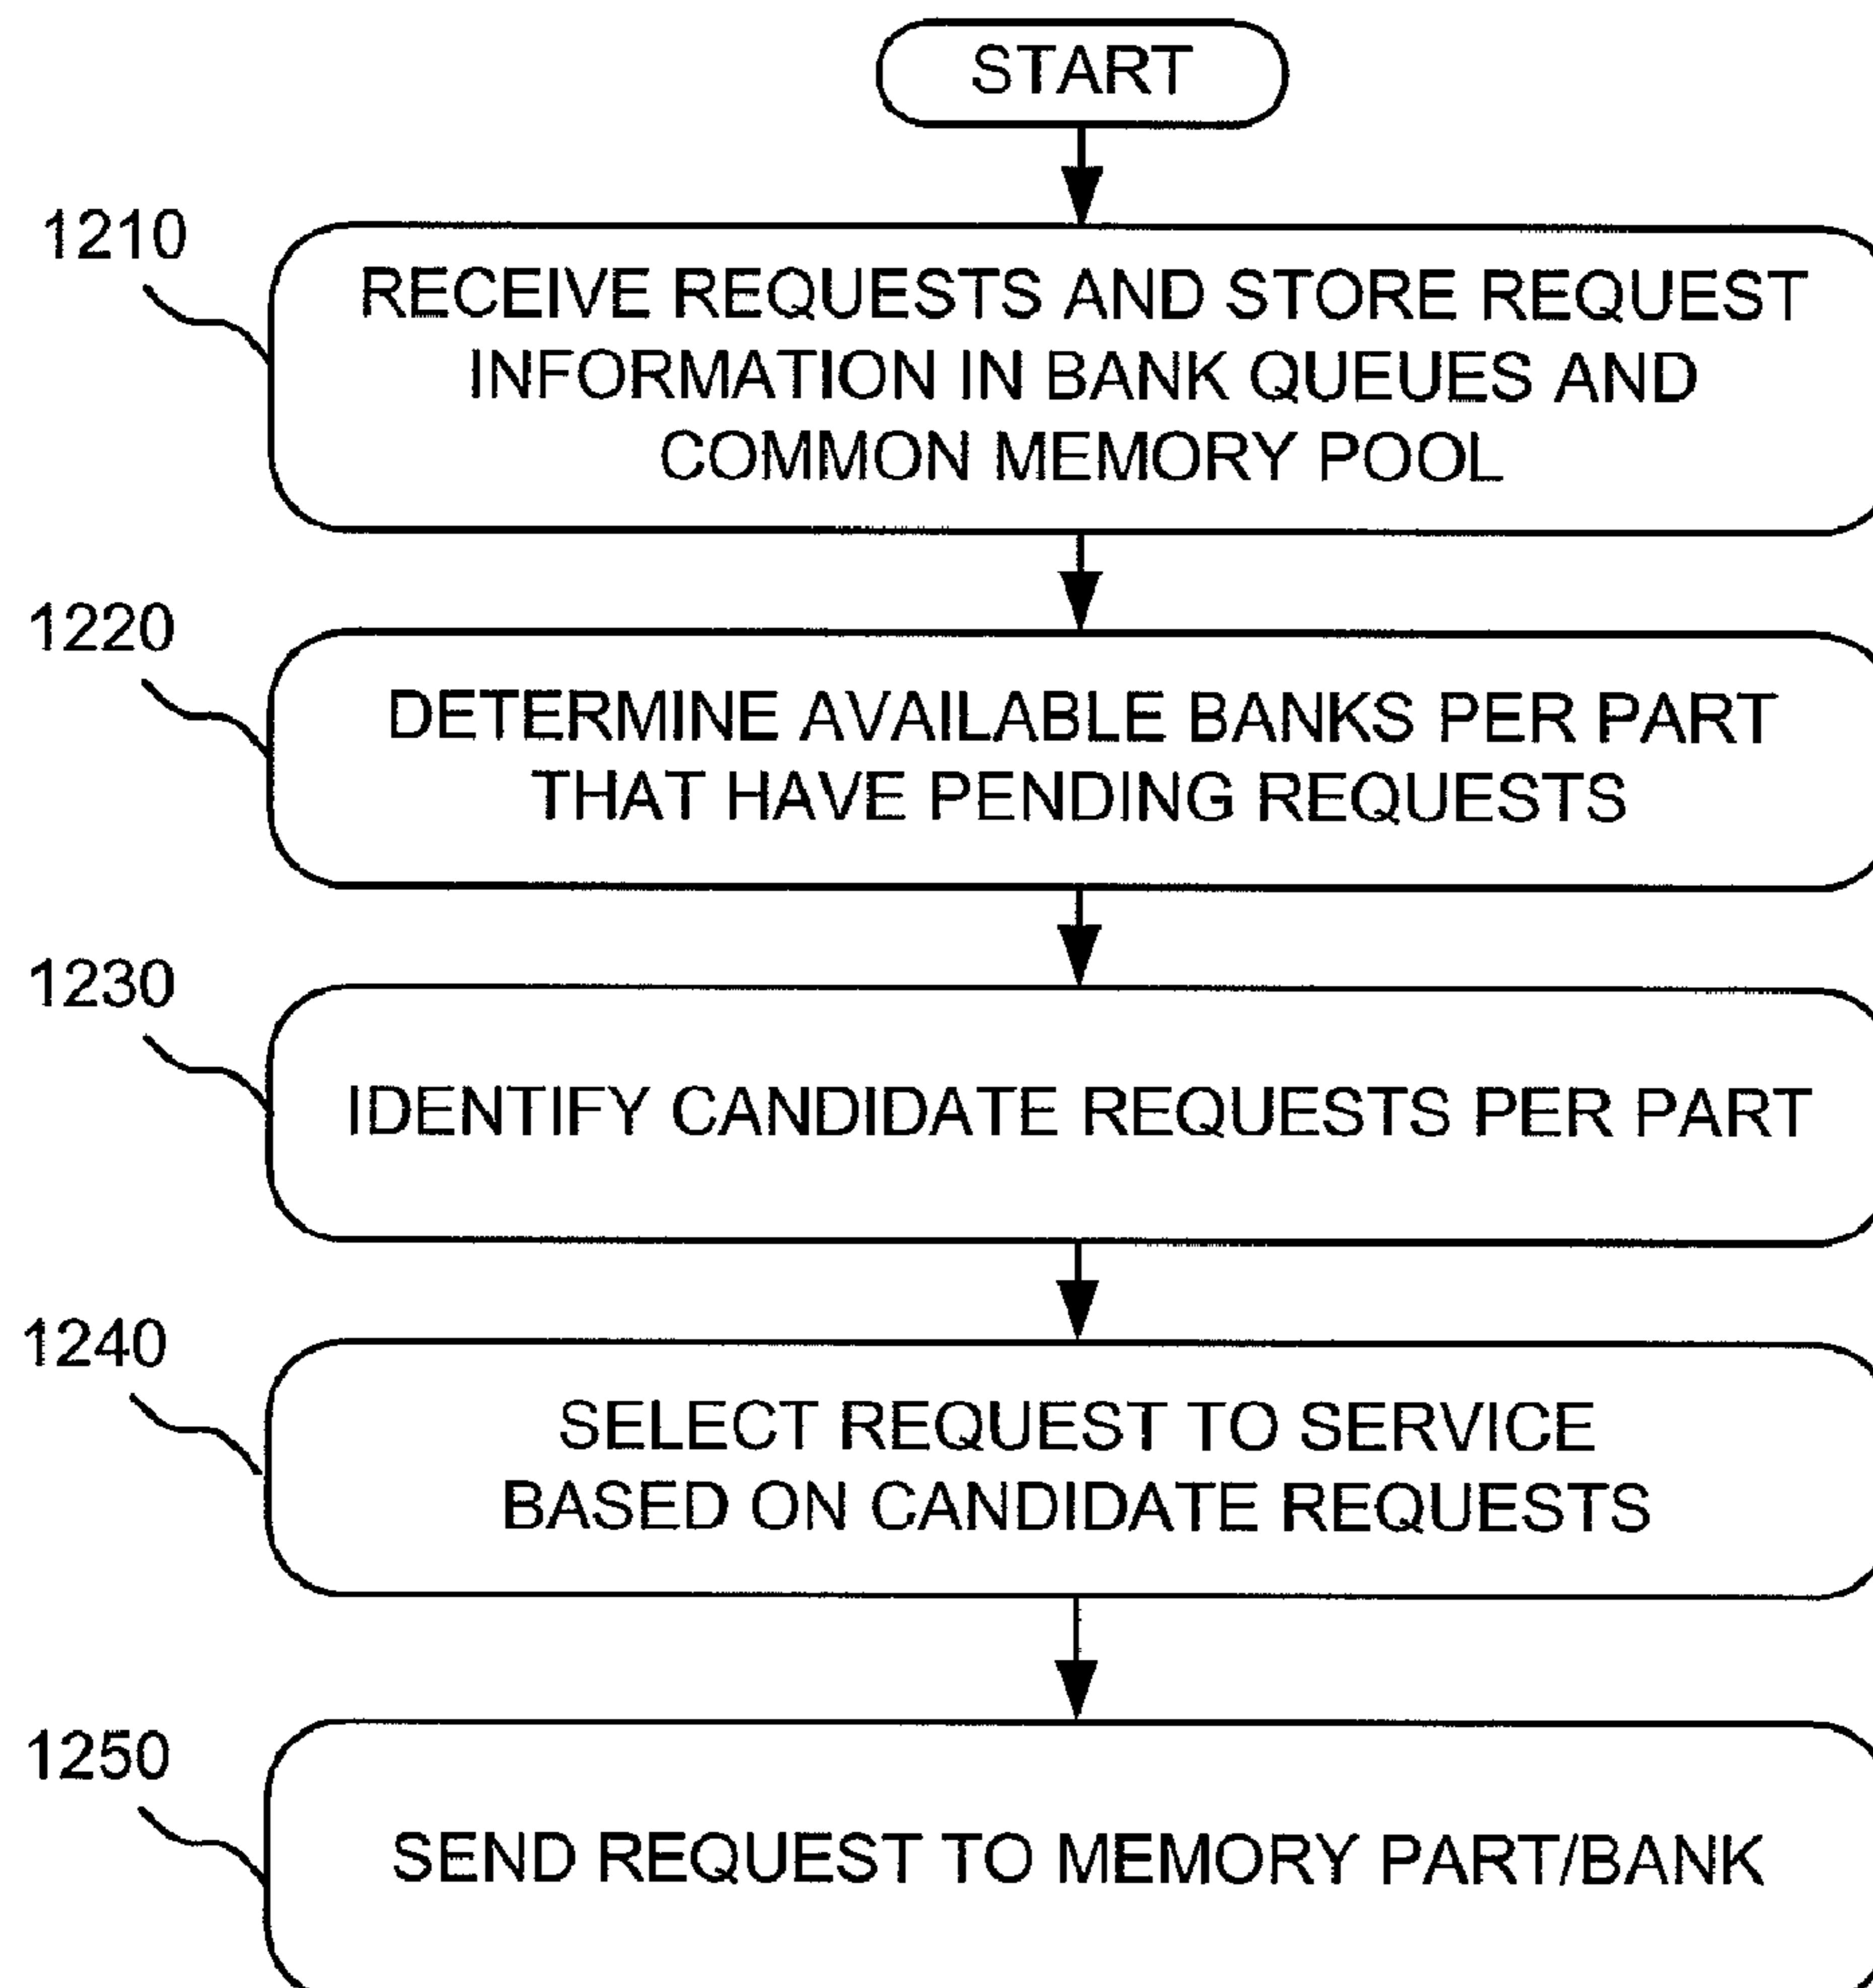 START
1210
RECEIVE REQUESTS AND STORE REQUEST
INFORMATION IN BANK QUEUES AND
COMMON MEMORY POOL
1220
DETERMINE AVAILABLE BANKS PER PART
THAT HAVE PENDING REQUESTS
1230
IDENTIFY CANDIDATE REQUESTS PER PART
1240
SELECT REQUEST TO SERVICE
BASED ON CANDIDATE REQUESTS
1250
SEND REQUEST TO MEMORY PART/BANK